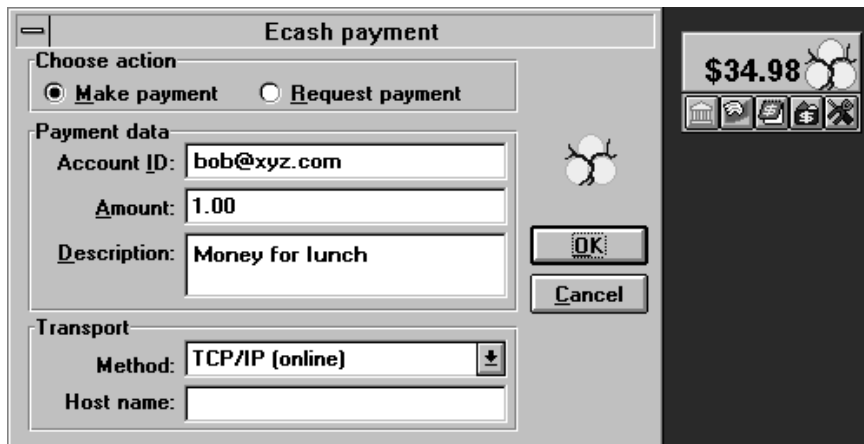 Ecash payment
Choose action
Make payment Request payment
Payment data
Account ID: bob@xyz.com
Amount: 1.00
Description: Money for lunch
OK
Cancel
Transport
Method: TCP/IP (online)
Host name:
$34.98